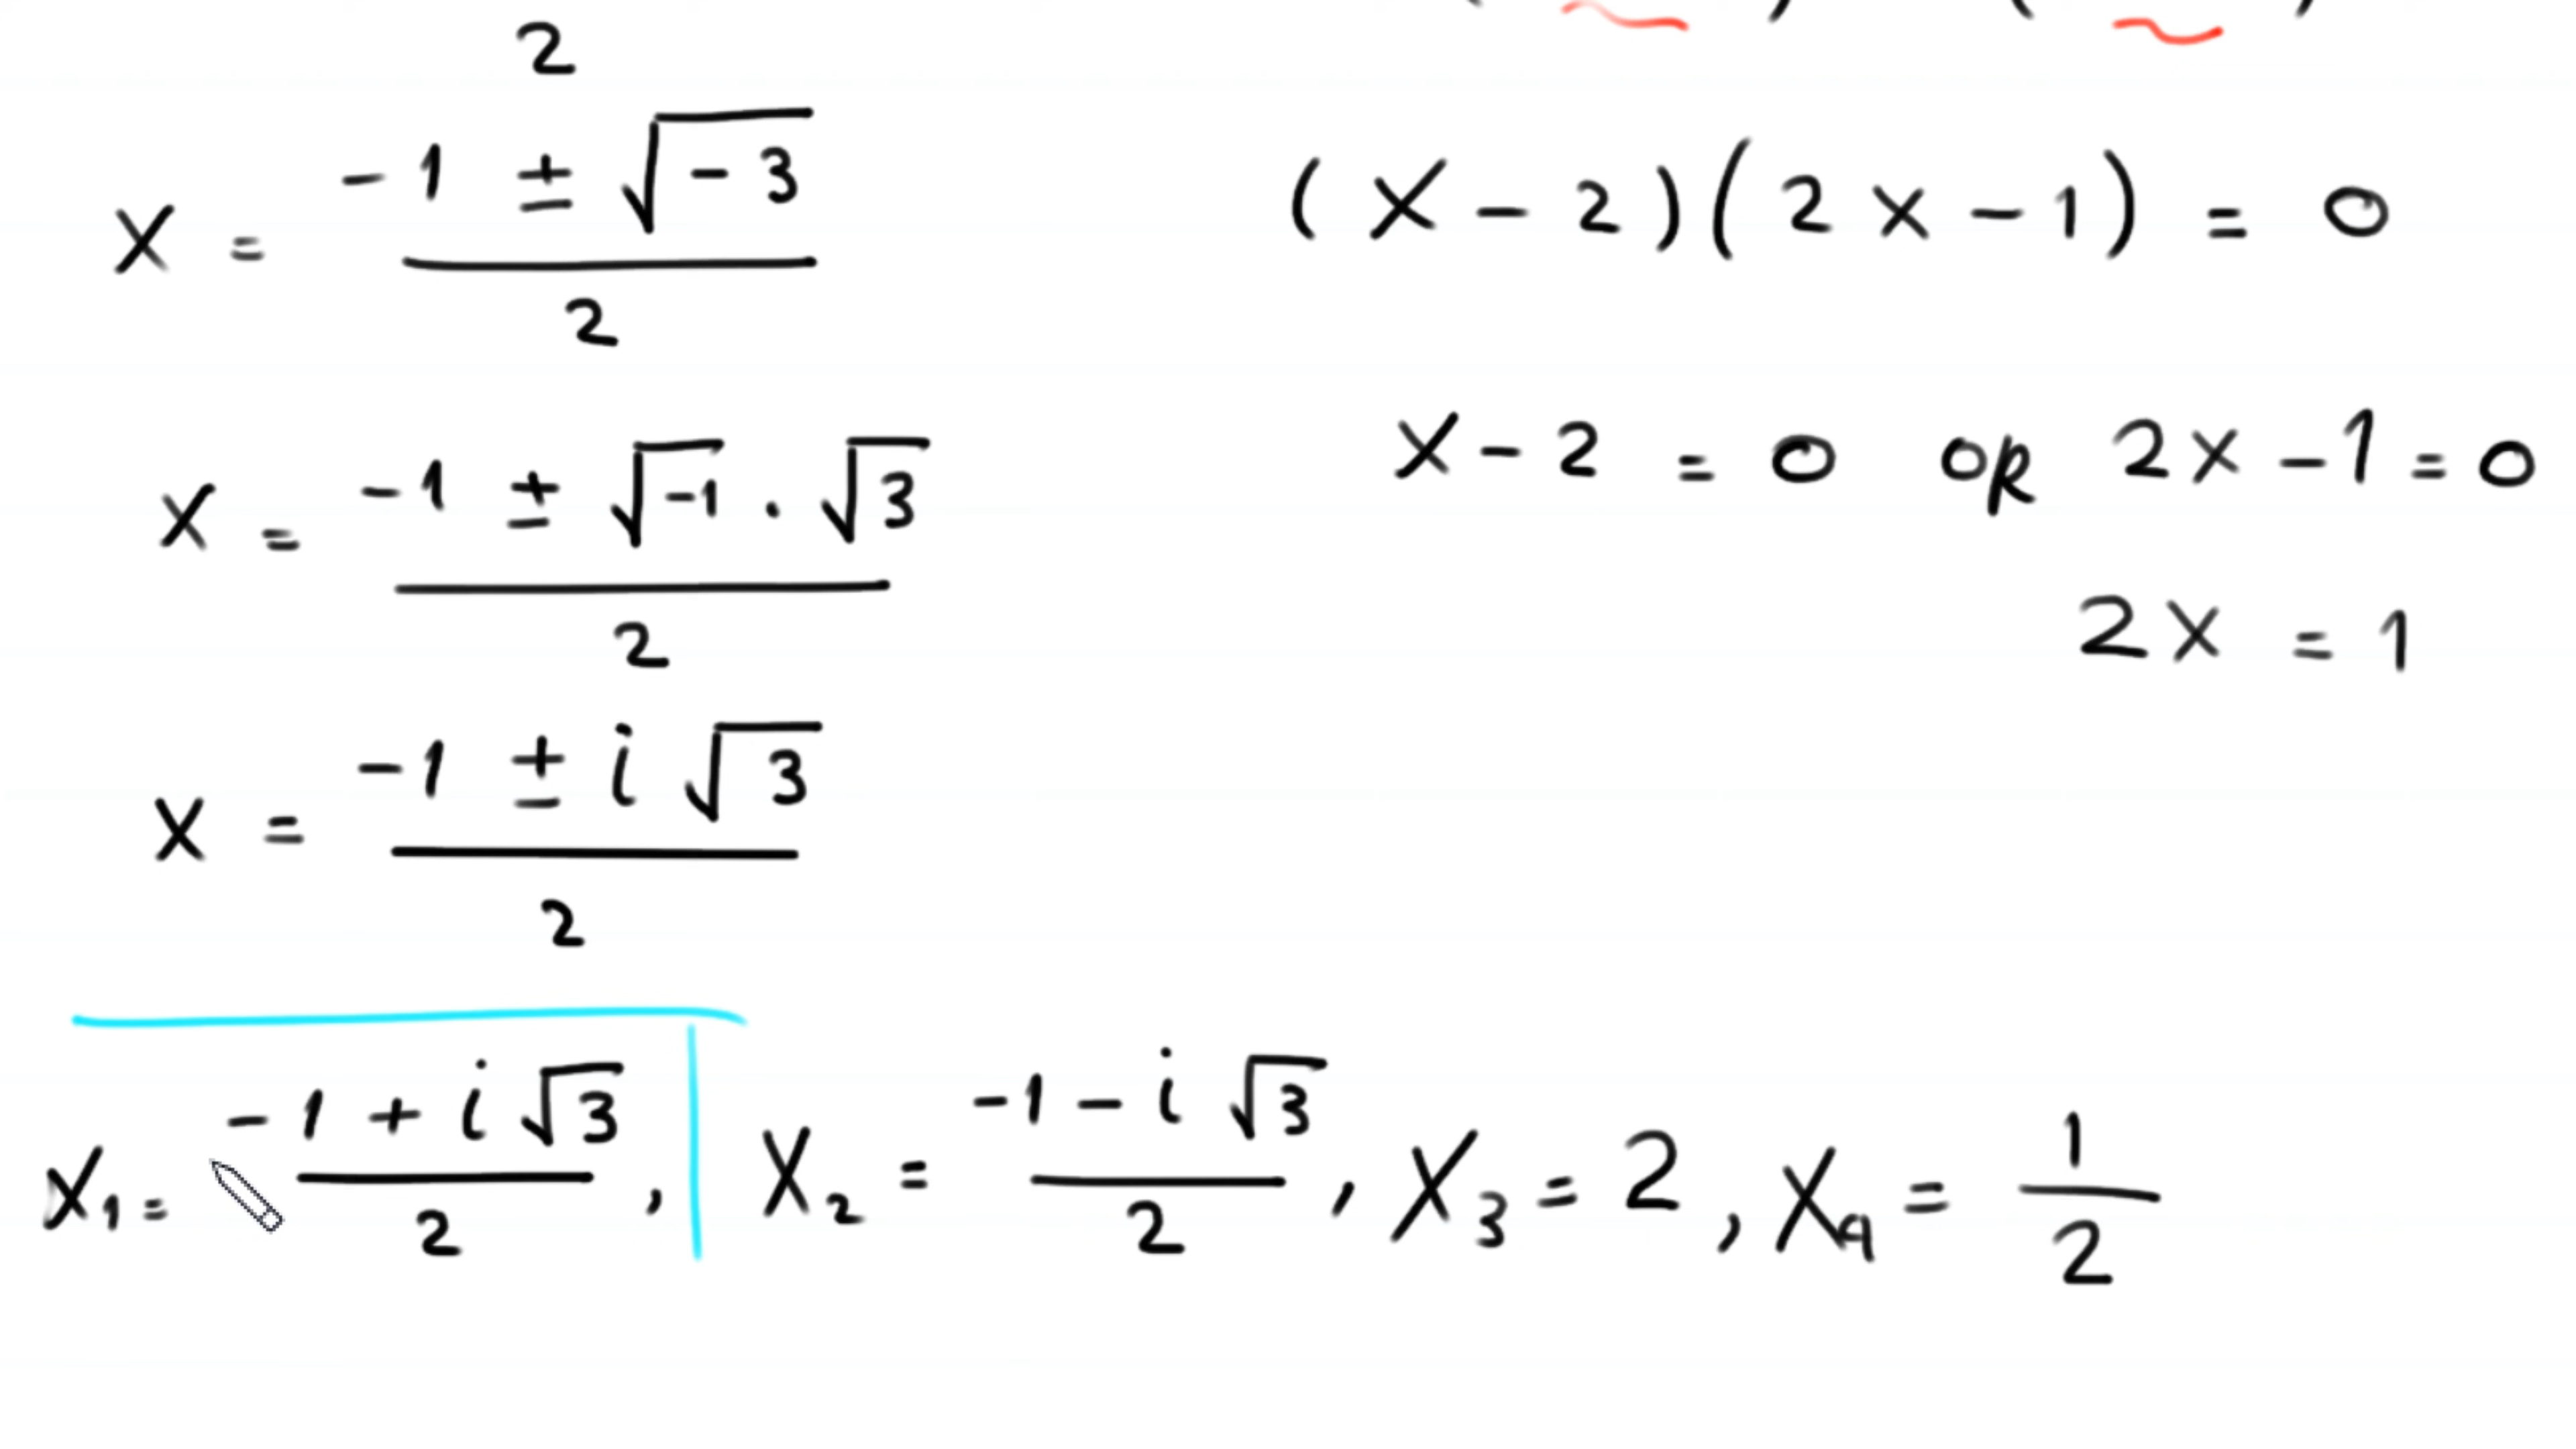 2
x = (-1 ± √-3) / 2
x = (-1 ± √-1 · √3) / 2
x = (-1 ± i √3) / 2
(x - 2)(2x - 1) = 0
x - 2 = 0 or 2x - 1 = 0
2x = 1
x₁ = (-1 + i √3) / 2, x₂ = (-1 - i √3) / 2, x₃ = 2, x₄ = 1 / 2